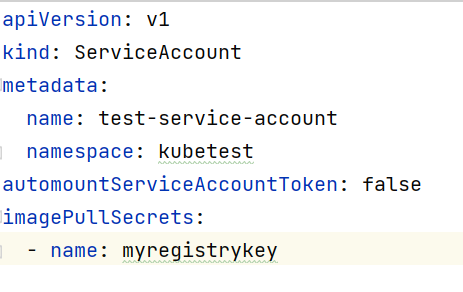 apiVersion: v1
kind: ServiceAccount
metadata:
  name: test-service-account
  namespace: kubetest
automountServiceAccountToken: false
imagePullSecrets:
  - name: myregistrykey